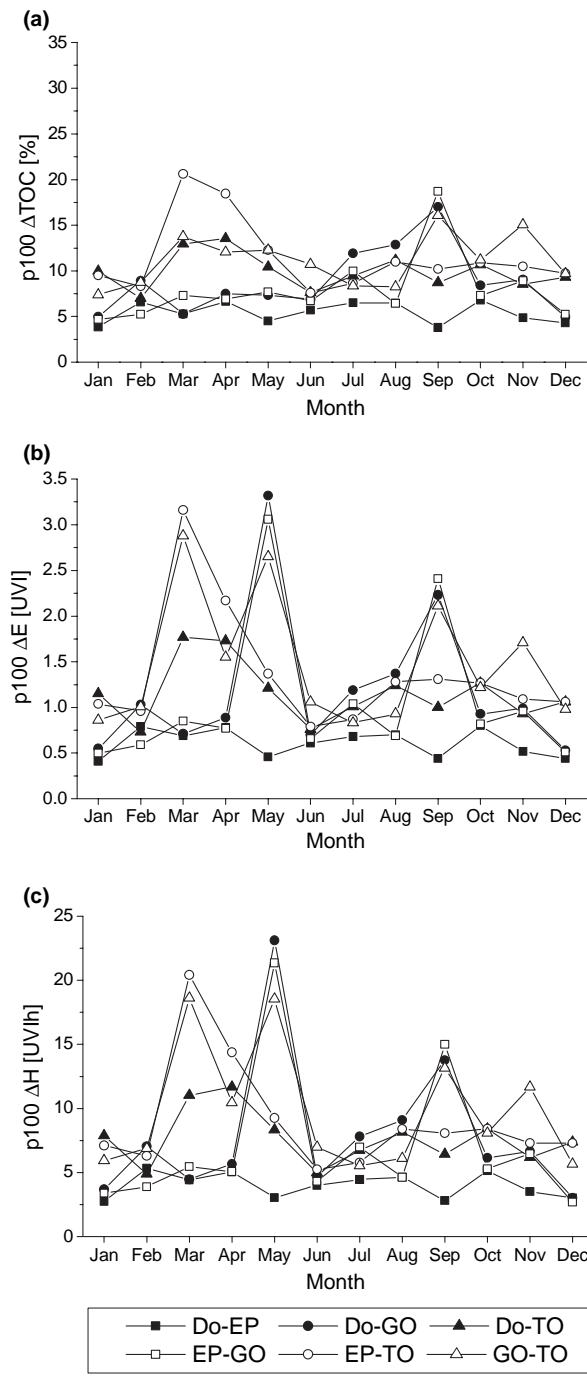 (a)
35
30
25
20
15
10
5
0
p100 ΔTOC [%]
Jan Feb Mar Apr May Jun Jul Aug Sep Oct Nov Dec
Month
(b)
3.5
3.0
2.5
2.0
1.5
1.0
0.5
0.0
p100 ΔE [UVI]
Jan Feb Mar Apr May Jun Jul Aug Sep Oct Nov Dec
Month
(c)
25
20
15
10
5
0
p100 ΔH [UVIh]
Jan Feb Mar Apr May Jun Jul Aug Sep Oct Nov Dec
Month
Do-EP Do-GO Do-TO
EP-GO EP-TO GO-TO